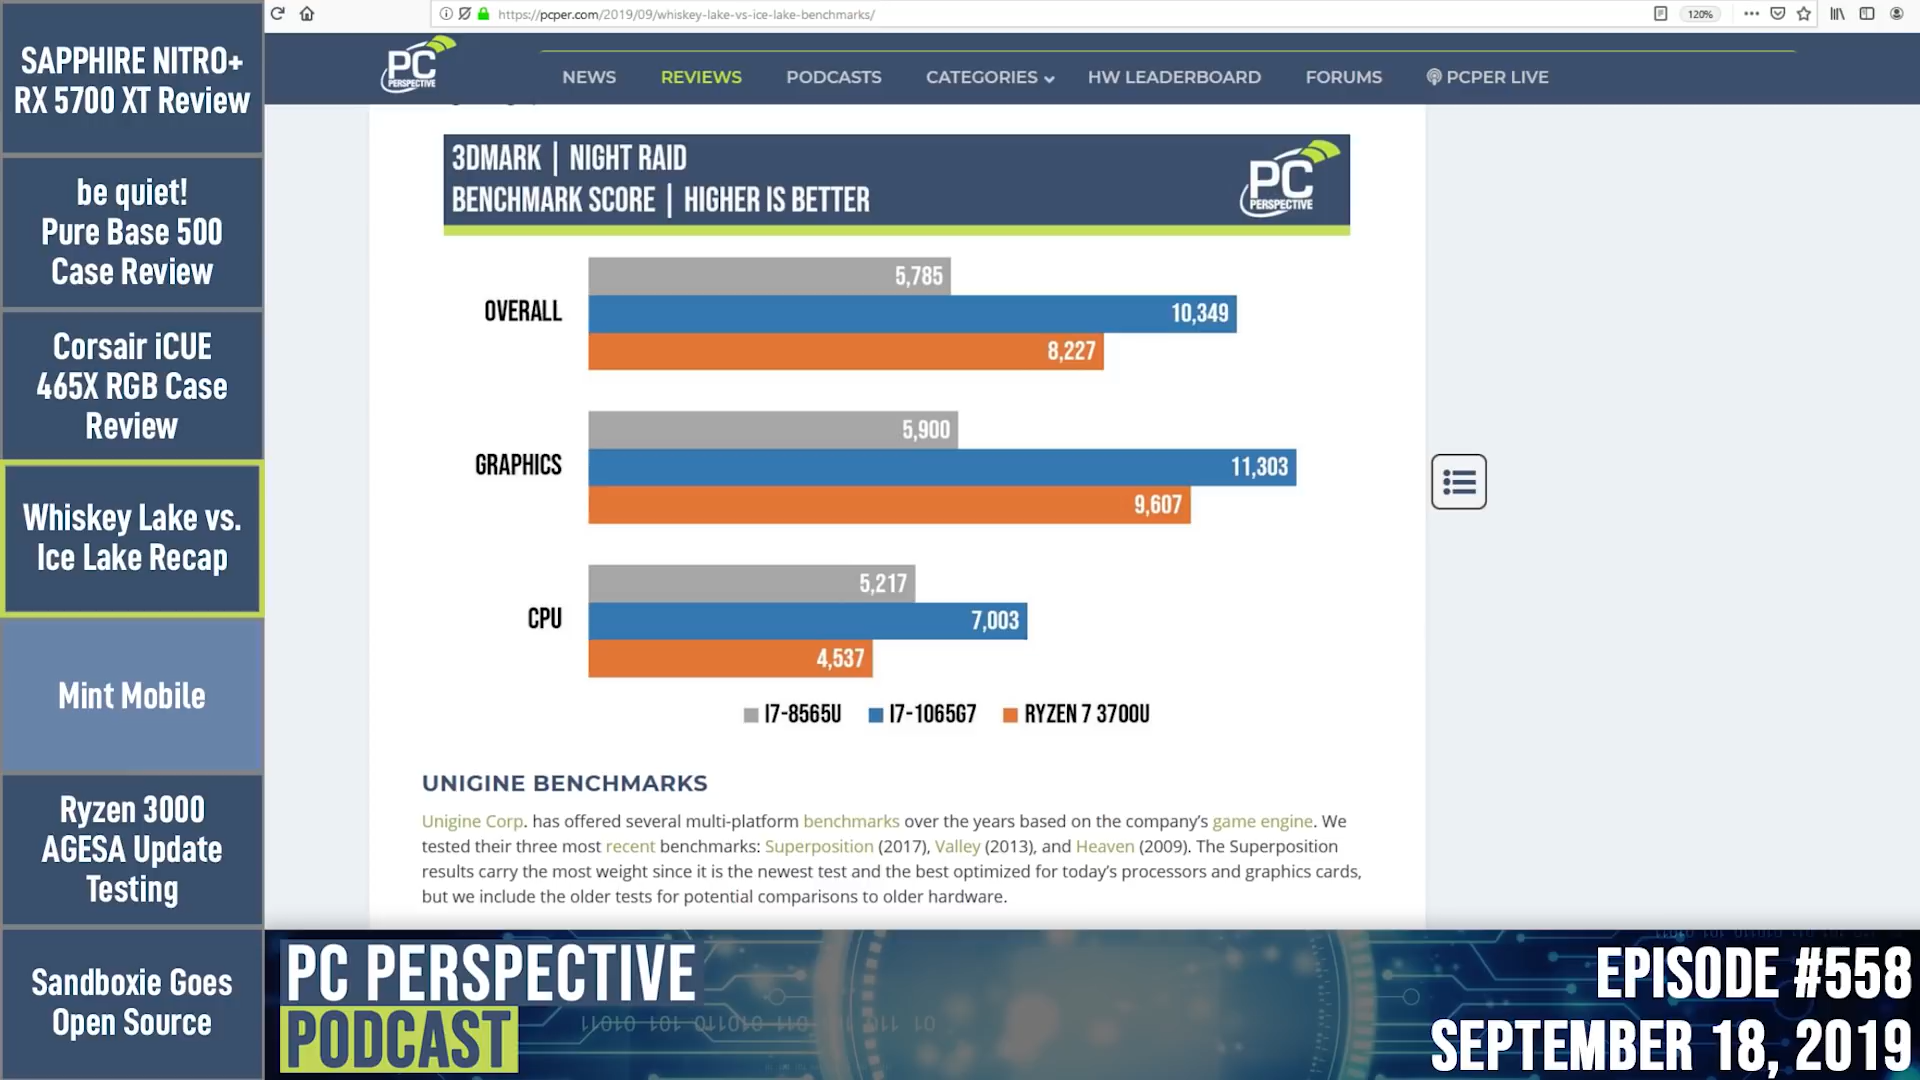 SAPPHIRE NITRO+
RX 5700 XT Review
be quiet!
Pure Base 500
Case Review
Corsair iCUE
465X RGB Case
Review
Whiskey Lake vs.
Ice Lake Recap
Mint Mobile
Ryzen 3000
AGESA Update
Testing
Sandboxie Goes
Open Source
https://pcper.com/2019/09/whiskey-lake-vs-ice-lake-benchmarks/
120%
PC
PERSPECTIVE
NEWS REVIEWS PODCASTS CATEGORIES HW LEADERBOARD FORUMS PCPER LIVE
3DMARK | NIGHT RAID
BENCHMARK SCORE | HIGHER IS BETTER
PC
PERSPECTIVE
OVERALL
5,785
10,349
8,227
GRAPHICS
5,900
11,303
9,607
CPU
5,217
7,003
4,537
I7-8565U I7-1065G7 RYZEN 7 3700U
UNIGINE BENCHMARKS
Unigine Corp. has offered several multi-platform benchmarks over the years based on the company's game engine. We
tested their three most recent benchmarks: Superposition (2017), Valley (2013), and Heaven (2009). The Superposition
results carry the most weight since it is the newest test and the best optimized for today's processors and graphics cards,
but we include the older tests for potential comparisons to older hardware.
PC PERSPECTIVE
PODCAST
EPISODE #558
SEPTEMBER 18, 2019